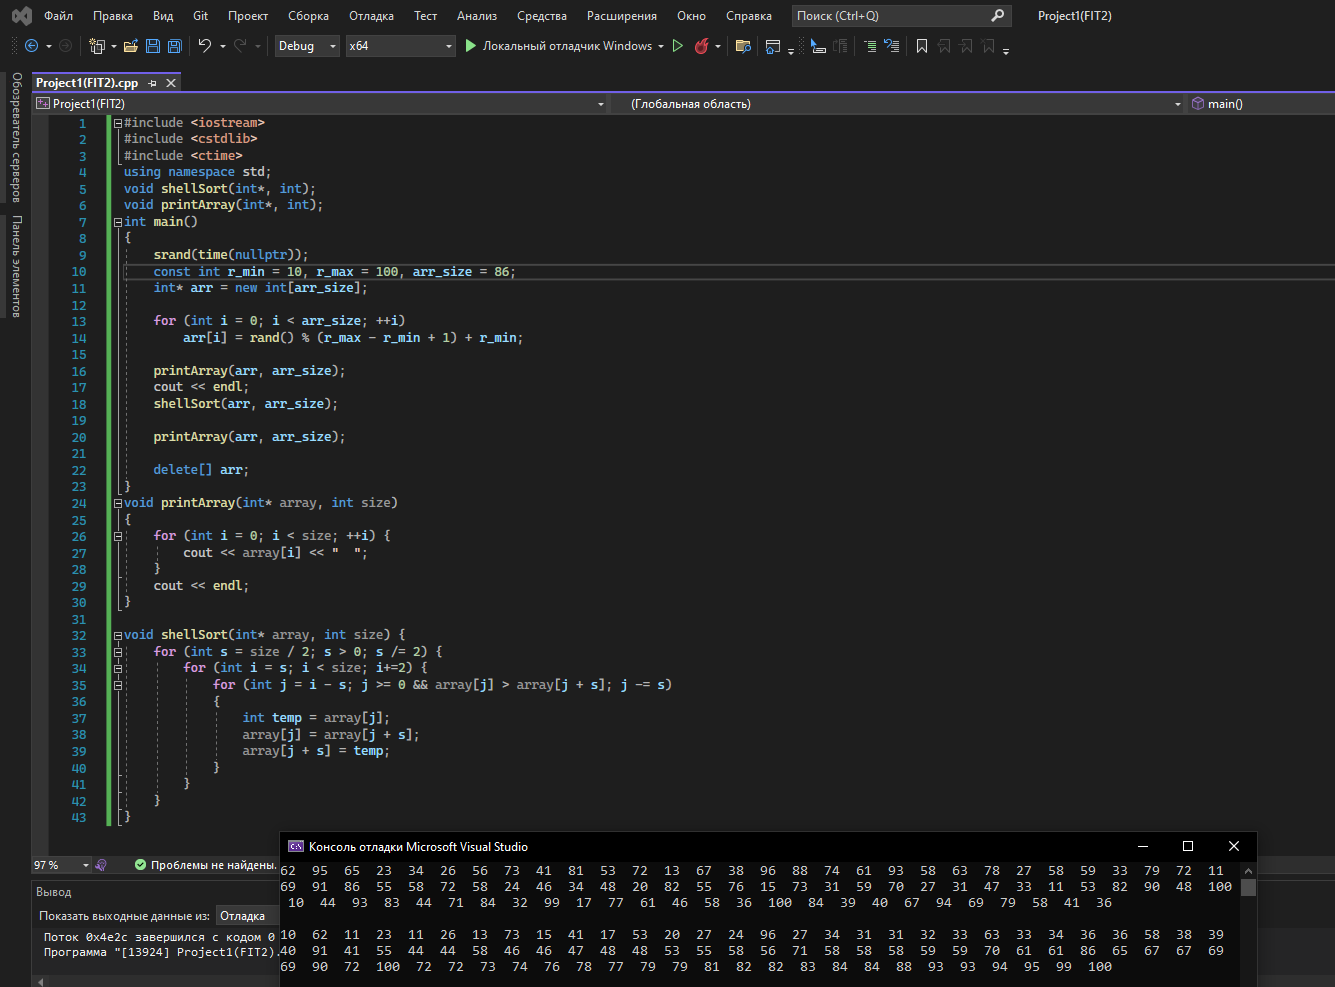 Файл Правка Вид Git Проект Сборка Отладка Тест Анализ Средства Расширения Окно Справка Поиск (Ctrl+Q) Project1(FIT2)
Debug x64 Локальный отладчик Windows
Обозреватель серверов
Панель элементов
Project1(FIT2).cpp
Project1(FIT2) (Глобальная область) main()
1 #include <iostream>
2 #include <cstdlib>
3 #include <ctime>
4 using namespace std;
5 void shellSort(int*, int);
6 void printArray(int*, int);
7 int main()
8 {
9 srand(time(nullptr));
10 const int r_min = 10, r_max = 100, arr_size = 86;
11 int* arr = new int[arr_size];
12
13 for (int i = 0; i < arr_size; ++i)
14 arr[i] = rand() % (r_max - r_min + 1) + r_min;
15
16 printArray(arr, arr_size);
17 cout << endl;
18 shellSort(arr, arr_size);
19
20 printArray(arr, arr_size);
21
22 delete[] arr;
23 }
24 void printArray(int* array, int size)
25 {
26 for (int i = 0; i < size; ++i) {
27 cout << array[i] << "  ";
28 }
29 cout << endl;
30 }
31
32 void shellSort(int* array, int size) {
33 for (int s = size / 2; s > 0; s /= 2) {
34 for (int i = s; i < size; i+=2) {
35 for (int j = i - s; j >= 0 && array[j] > array[j + s]; j -= s)
36 {
37 int temp = array[j];
38 array[j] = array[j + s];
39 array[j + s] = temp;
40 }
41 }
42 }
43 }
97 % Проблемы не найдены.
Вывод
Показать выходные данные из: Отладка
Поток 0x4e2c завершился с кодом 0
Программа "[13924] Project1(FIT2).
Консоль отладки Microsoft Visual Studio
62 95 65 23 34 26 56 73 41 81 53 72 13 67 38 96 88 74 61 93 58 63 78 27 58 59 33 79 72 11
69 91 86 55 58 72 58 24 46 34 48 20 82 55 76 15 73 31 59 70 27 31 47 33 11 53 82 90 48 100
10 44 93 83 44 71 84 32 99 17 77 61 46 58 36 100 84 39 40 67 94 69 79 58 41 36
10 62 11 23 11 26 13 73 15 41 17 53 20 27 24 96 27 34 31 31 32 33 63 33 34 36 36 58 38 39
40 91 41 55 44 44 58 46 46 47 48 48 53 55 58 56 71 58 58 58 59 59 70 61 61 86 65 67 67 69
69 90 72 100 72 72 73 74 76 78 77 79 79 81 82 82 83 84 84 88 93 93 94 95 99 100